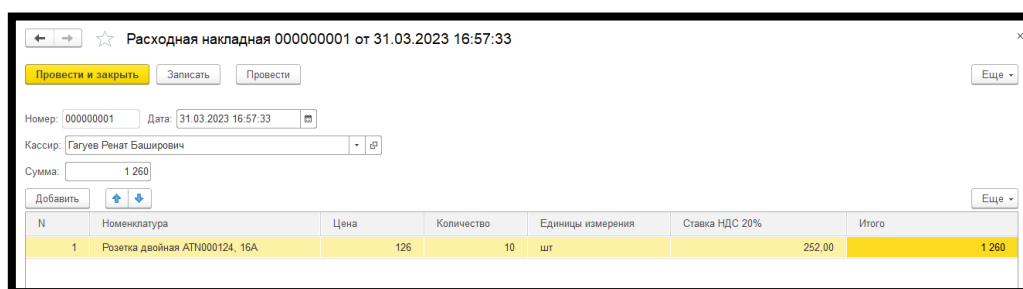 Расходная накладная 000000001 от 31.03.2023 16:57:33
Провести и закрыть Записать Провести Еще
Номер: 000000001 Дата: 31.03.2023 16:57:33
Кассир: Гагуев Ренат Баширович
Сумма: 1 260
Добавить Еще
N Номенклатура Цена Количество Единицы измерения Ставка НДС 20% Итого
1 Розетка двойная ATN000124, 16А 126 10 шт 252,00 1 260